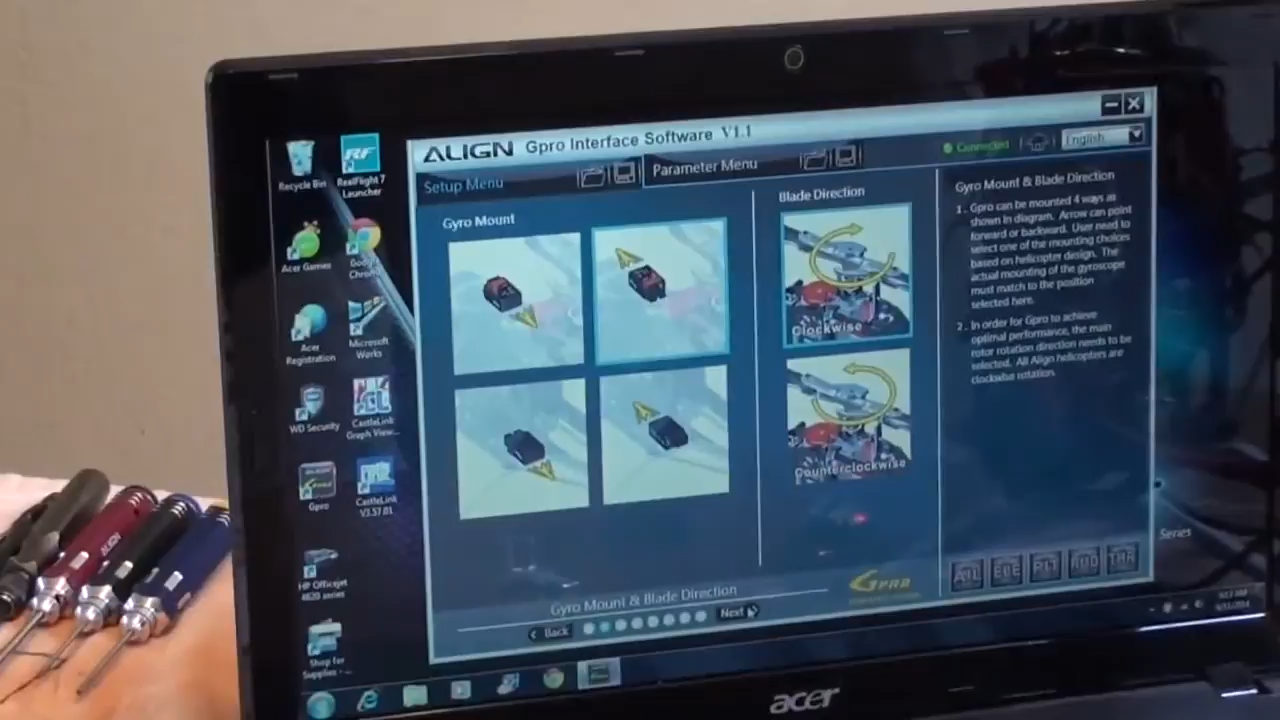 ALIGN Gpro Interface Software V1.1
Setup Menu
Parameter Menu
Connected
English
Gyro Mount
Blade Direction
Clockwise
Counterclockwise
Gyro Mount & Blade Direction
1. Gpro can be mounted 4 ways as
shown in diagram. Arrow can point
forward or backward. User need to
select one of the mounting choices
based on helicopter design. The
actual mounting of the gyroscope
must match to the position
selected here.
2. In order for Gpro to achieve
optimal performance, the main
rotor rotation direction needs to be
selected. All Align helicopters are
clockwise rotation.
AIL
ELE
PIT
RUD
THR
GPRO
Gyro Mount & Blade Direction
Back
Next
Recycle Bin
RF
RealFlight 7
Launcher
Acer Games
Acer
Registration
Microsoft
Works
WD Security
CastleLink
Graph View...
Gpro
CastleLink
V3.57.01
HP Officejet
4620 series
Shop for
Supplies - ...
Series
ALIGN
acer